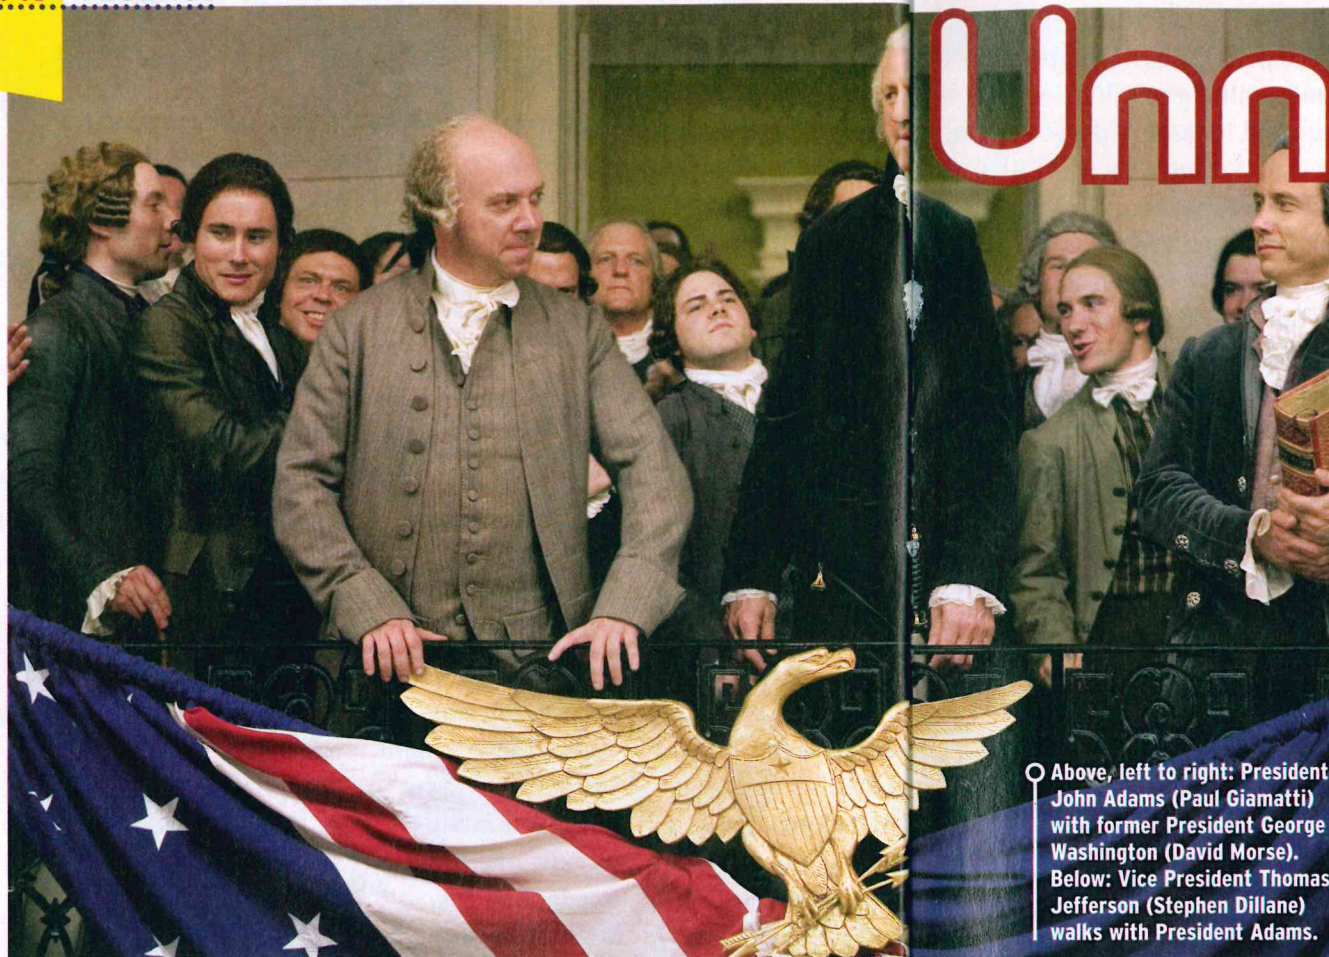 Unn
Above, left to right: President
John Adams (Paul Giamatti)
with former President George
Washington (David Morse).
Below: Vice President Thomas
Jefferson (Stephen Dillane)
walks with President Adams.